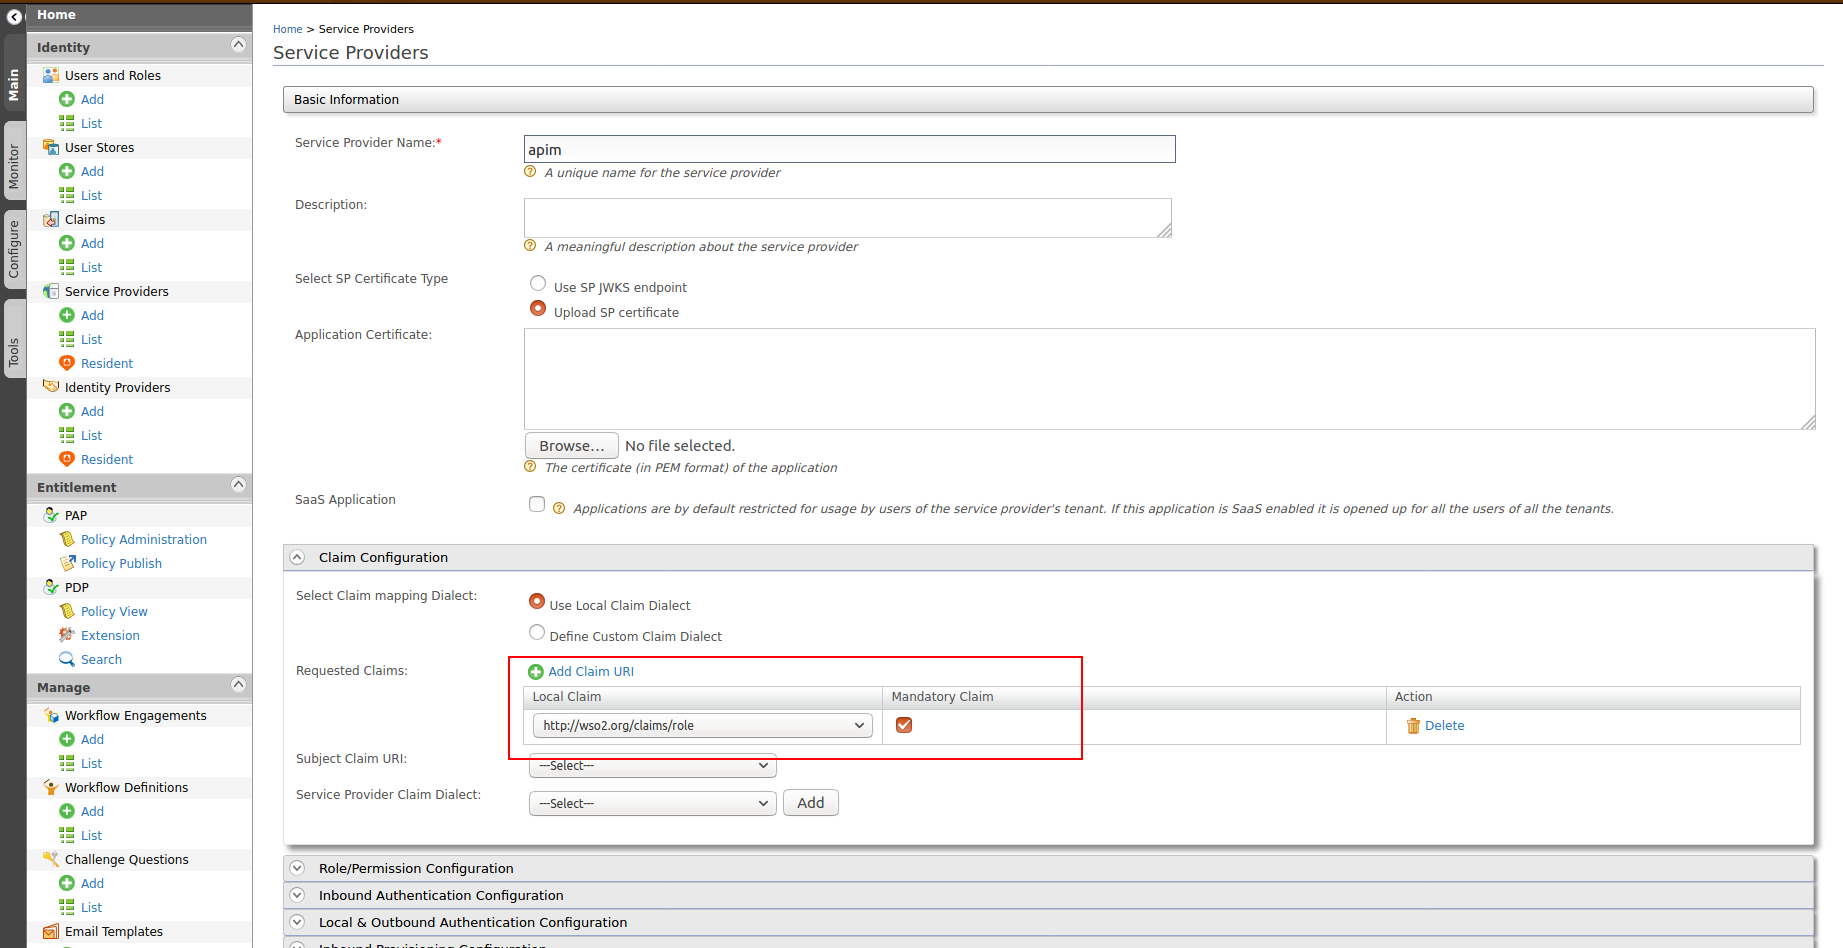 Home
Identity
Users and Roles
Add
List
User Stores
Add
List
Claims
Add
List
Service Providers
Add
List
Resident
Identity Providers
Add
List
Resident
Entitlement
PAP
Policy Administration
Policy Publish
PDP
Policy View
Extension
Search
Manage
Workflow Engagements
Add
List
Workflow Definitions
Add
List
Challenge Questions
Add
List
Email Templates
Main
Monitor
Configure
Tools
Home > Service Providers
Service Providers
Basic Information
Service Provider Name:*
apim
A unique name for the service provider
Description:
A meaningful description about the service provider
Select SP Certificate Type
Use SP JWKS endpoint
Upload SP certificate
Application Certificate:
Browse... No file selected.
The certificate (in PEM format) of the application
SaaS Application
Applications are by default restricted for usage by users of the service provider's tenant. If this application is SaaS enabled it is opened up for all the users of all the tenants.
Claim Configuration
Select Claim mapping Dialect:
Use Local Claim Dialect
Define Custom Claim Dialect
Requested Claims:
Add Claim URI
Local Claim Mandatory Claim Action
http://wso2.org/claims/role Delete
Subject Claim URI:
---Select---
Service Provider Claim Dialect:
---Select--- Add
Role/Permission Configuration
Inbound Authentication Configuration
Local & Outbound Authentication Configuration
Inbound Provisioning Configuration